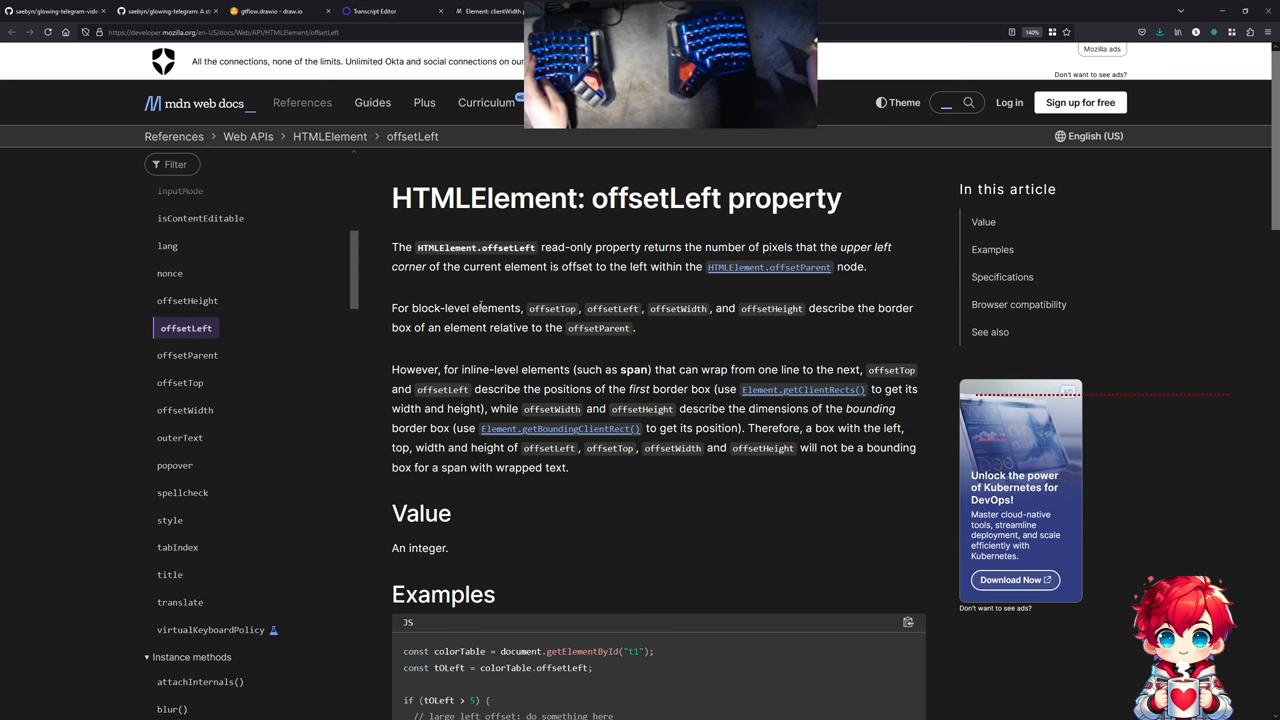 saebyn/glowing-telegram-vide
saebyn/glowing-telegram: A st
gtflow.drawio - draw.io
Transcript Editor
Element: clientWidth p
https://developer.mozilla.org/en-US/docs/Web/API/HTMLElement/offsetLeft
140%
All the connections, none of the limits. Unlimited Okta and social connections on our
Mozilla ads
Don't want to see ads?
mdn web docs_
References
Guides
Plus
Curriculum
Theme
Log in
Sign up for free
References
Web APIs
HTMLElement
offsetLeft
English (US)
Filter
inputMode
isContentEditable
lang
nonce
offsetHeight
offsetLeft
offsetParent
offsetTop
offsetWidth
outerText
popover
spellcheck
style
tabIndex
title
translate
virtualKeyboardPolicy
Instance methods
attachInternals()
blur()
HTMLElement: offsetLeft property
The HTMLElement.offsetLeft read-only property returns the number of pixels that the upper left
corner of the current element is offset to the left within the HTMLElement.offsetParent node.
For block-level elements, offsetTop, offsetLeft, offsetWidth, and offsetHeight describe the border
box of an element relative to the offsetParent.
However, for inline-level elements (such as span) that can wrap from one line to the next, offsetTop
and offsetLeft describe the positions of the first border box (use Element.getClientRects() to get its
width and height), while offsetWidth and offsetHeight describe the dimensions of the bounding
border box (use Element.getBoundingClientRect() to get its position). Therefore, a box with the left,
top, width and height of offsetLeft, offsetTop, offsetWidth and offsetHeight will not be a bounding
box for a span with wrapped text.
Value
An integer.
Examples
JS
const colorTable = document.getElementById("t1");
const tOLeft = colorTable.offsetLeft;
if (tOLeft > 5) {
// large left offset: do something here
In this article
Value
Examples
Specifications
Browser compatibility
See also
AD
Unlock the power
of Kubernetes for
DevOps!
Master cloud-native
tools, streamline
deployment, and scale
efficiently with
Kubernetes.
Download Now
Don't want to see ads?